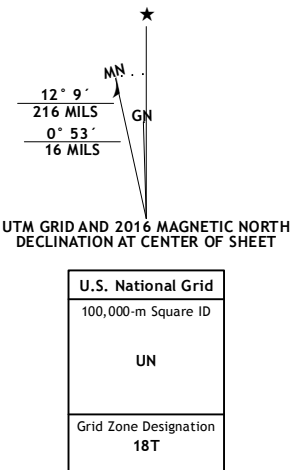 ★
MN
12° 9´
216 MILS
GN
0° 53´
16 MILS
UTM GRID AND 2016 MAGNETIC NORTH
DECLINATION AT CENTER OF SHEET
U.S. National Grid
100,000-m Square ID
UN
Grid Zone Designation
18T